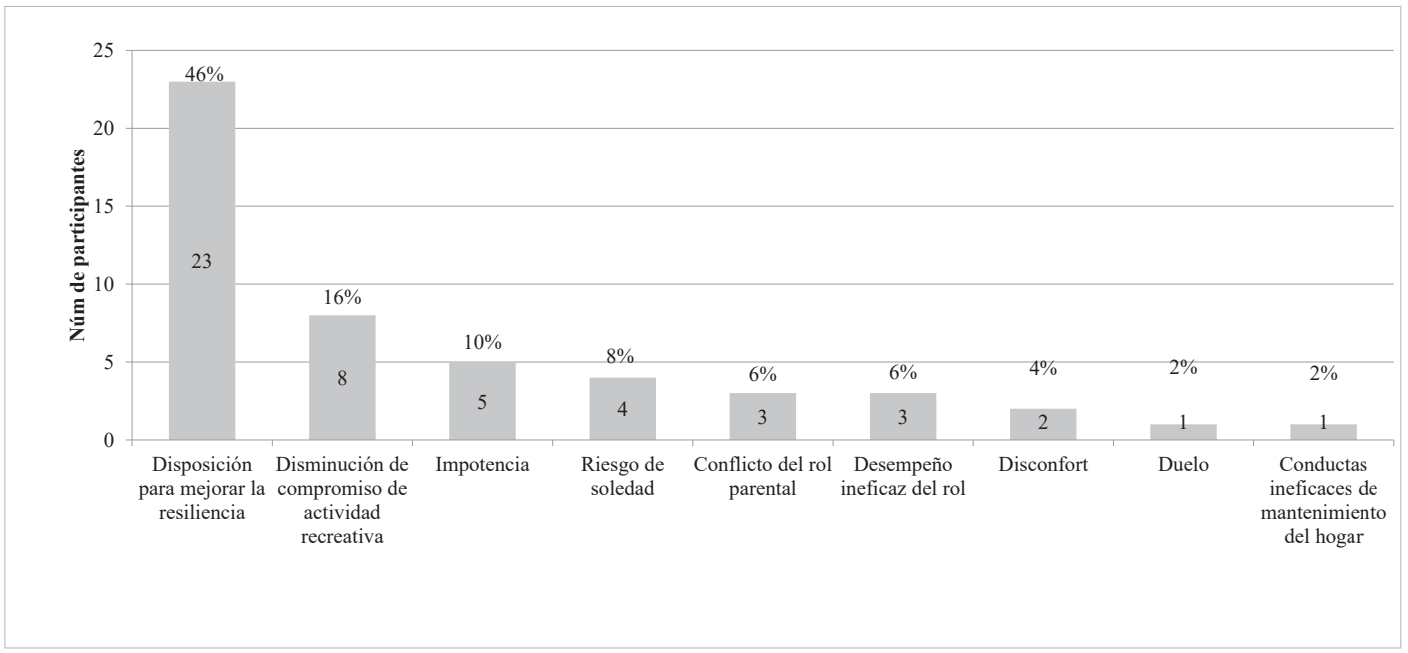 25
20
15
10
5
0
Núm de participantes
46%
16%
10%
8%
6%
6%
4%
2%
2%
23
8
5
4
3
3
2
1
1
Disposición
para mejorar la
resiliencia
Disminución de
compromiso de
actividad
recreativa
Impotencia
Riesgo de
soledad
Conflicto del rol
parental
Desempeño
ineficaz del rol
Disconfort
Duelo
Conductas
ineficaces de
mantenimiento
del hogar